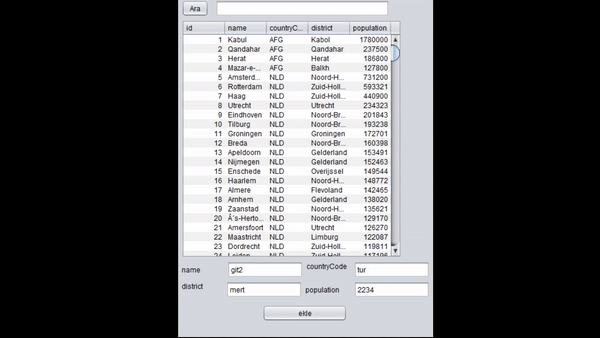 Ara
id name countryC... district population
1 Kabul AFG Kabol 1780000
2 Qandahar AFG Qandahar 237500
3 Herat AFG Herat 186800
4 Mazar-e-... AFG Balkh 127800
5 Amsterd... NLD Noord-H... 731200
6 Rotterdam NLD Zuid-Holl... 593321
7 Haag NLD Zuid-Holl... 440900
8 Utrecht NLD Utrecht 234323
9 Eindhoven NLD Noord-Br... 201843
10 Tilburg NLD Noord-Br... 193238
11 Groningen NLD Groningen 172701
12 Breda NLD Noord-Br... 160398
13 Apeldoorn NLD Gelderland 153491
14 Nijmegen NLD Gelderland 152463
15 Enschede NLD Overijssel 149544
16 Haarlem NLD Noord-H... 148772
17 Almere NLD Flevoland 142465
18 Arnhem NLD Gelderland 138020
19 Zaanstad NLD Noord-H... 135621
20 Â´s-Herto... NLD Noord-Br... 129170
21 Amersfoort NLD Utrecht 126270
22 Maastricht NLD Limburg 122087
23 Dordrecht NLD Zuid-Holl... 119811
24 Leiden NLD Zuid-Holl... 117196
name git2 countryCode tur
district mert population 2234
ekle